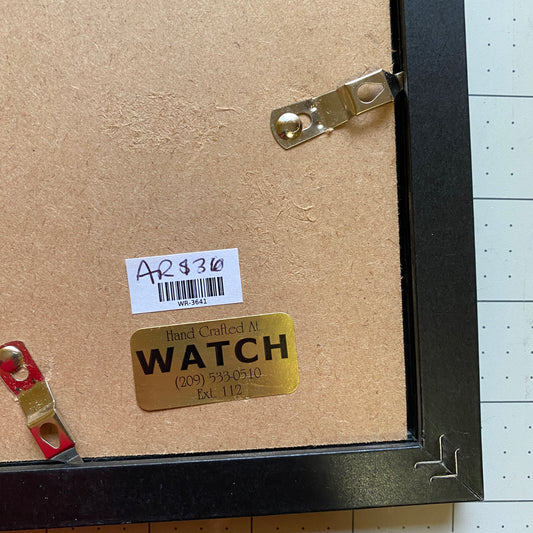 AR $36
WR-3641
Hand Crafted At
WATCH
(209) 533-0510
Ext. 112